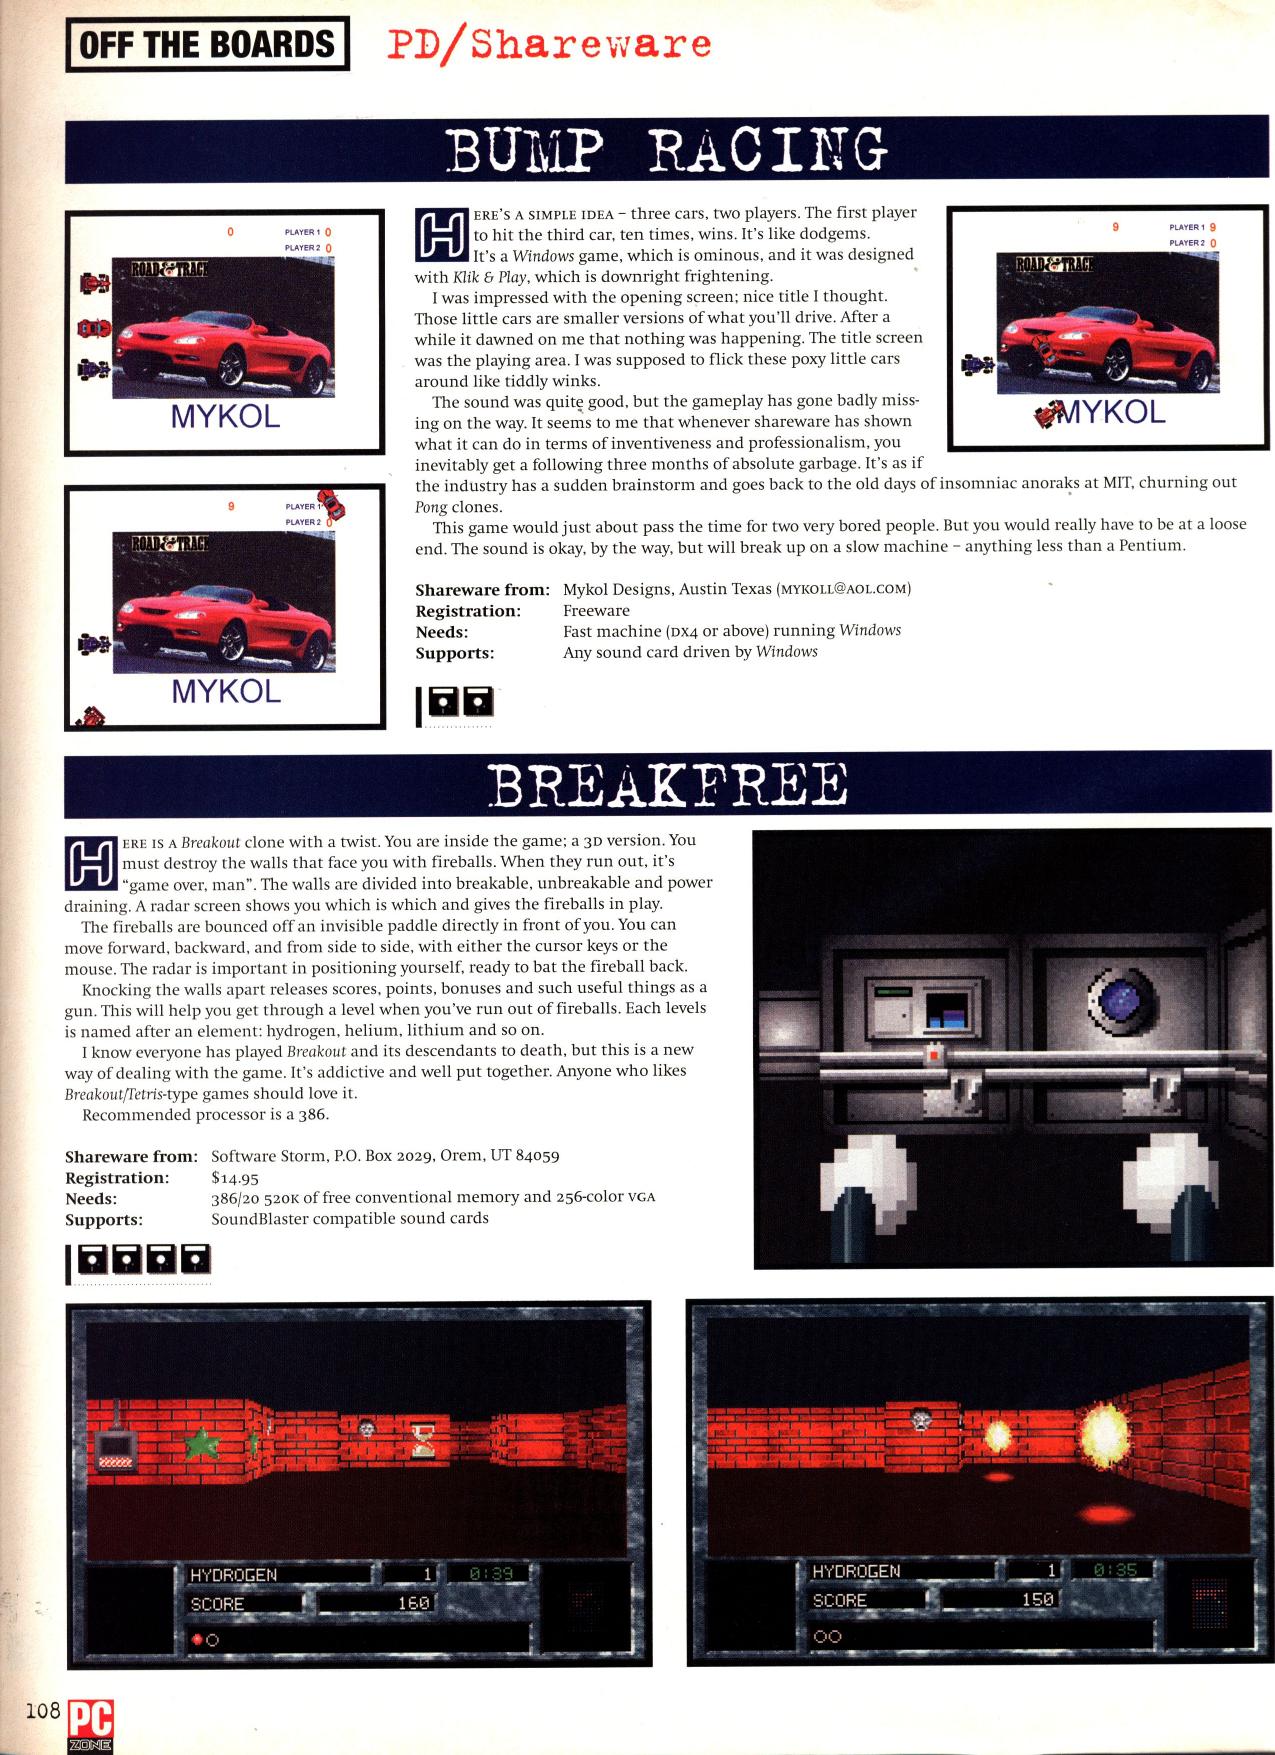 OFF THE BOARDS
PD/Shareware
BUMP RACING
0
PLAYER 1 0
PLAYER 2 0
ROAD & TRACK
MYKOL
HERE'S A SIMPLE IDEA – three cars, two players. The first player
to hit the third car, ten times, wins. It's like dodgems.
It's a Windows game, which is ominous, and it was designed
with Klik & Play, which is downright frightening.
I was impressed with the opening screen; nice title I thought.
Those little cars are smaller versions of what you'll drive. After a
while it dawned on me that nothing was happening. The title screen
was the playing area. I was supposed to flick these poxy little cars
around like tiddly winks.
The sound was quite good, but the gameplay has gone badly miss-
ing on the way. It seems to me that whenever shareware has shown
what it can do in terms of inventiveness and professionalism, you
inevitably get a following three months of absolute garbage. It's as if
the industry has a sudden brainstorm and goes back to the old days of insomniac anoraks at MIT, churning out
Pong clones.
This game would just about pass the time for two very bored people. But you would really have to be at a loose
end. The sound is okay, by the way, but will break up on a slow machine – anything less than a Pentium.
9
PLAYER 1 9
PLAYER 2 0
ROAD & TRACK
MYKOL
9
PLAYER 1
PLAYER 2 0
ROAD & TRACK
MYKOL
Shareware from: Mykol Designs, Austin Texas (MYKOLL@AOL.COM)
Registration: Freeware
Needs: Fast machine (DX4 or above) running Windows
Supports: Any sound card driven by Windows
BREAKFREE
HERE IS A Breakout clone with a twist. You are inside the game; a 3D version. You
must destroy the walls that face you with fireballs. When they run out, it's
“game over, man”. The walls are divided into breakable, unbreakable and power
draining. A radar screen shows you which is which and gives the fireballs in play.
The fireballs are bounced off an invisible paddle directly in front of you. You can
move forward, backward, and from side to side, with either the cursor keys or the
mouse. The radar is important in positioning yourself, ready to bat the fireball back.
Knocking the walls apart releases scores, points, bonuses and such useful things as a
gun. This will help you get through a level when you've run out of fireballs. Each levels
is named after an element: hydrogen, helium, lithium and so on.
I know everyone has played Breakout and its descendants to death, but this is a new
way of dealing with the game. It's addictive and well put together. Anyone who likes
Breakout/Tetris-type games should love it.
Recommended processor is a 386.
Shareware from: Software Storm, P.O. Box 2029, Orem, UT 84059
Registration: $14.95
Needs: 386/20 520K of free conventional memory and 256-color VGA
Supports: SoundBlaster compatible sound cards
HYDROGEN 1 0:39
SCORE 160
HYDROGEN 1 0:35
SCORE 150
108 PC
ZONE